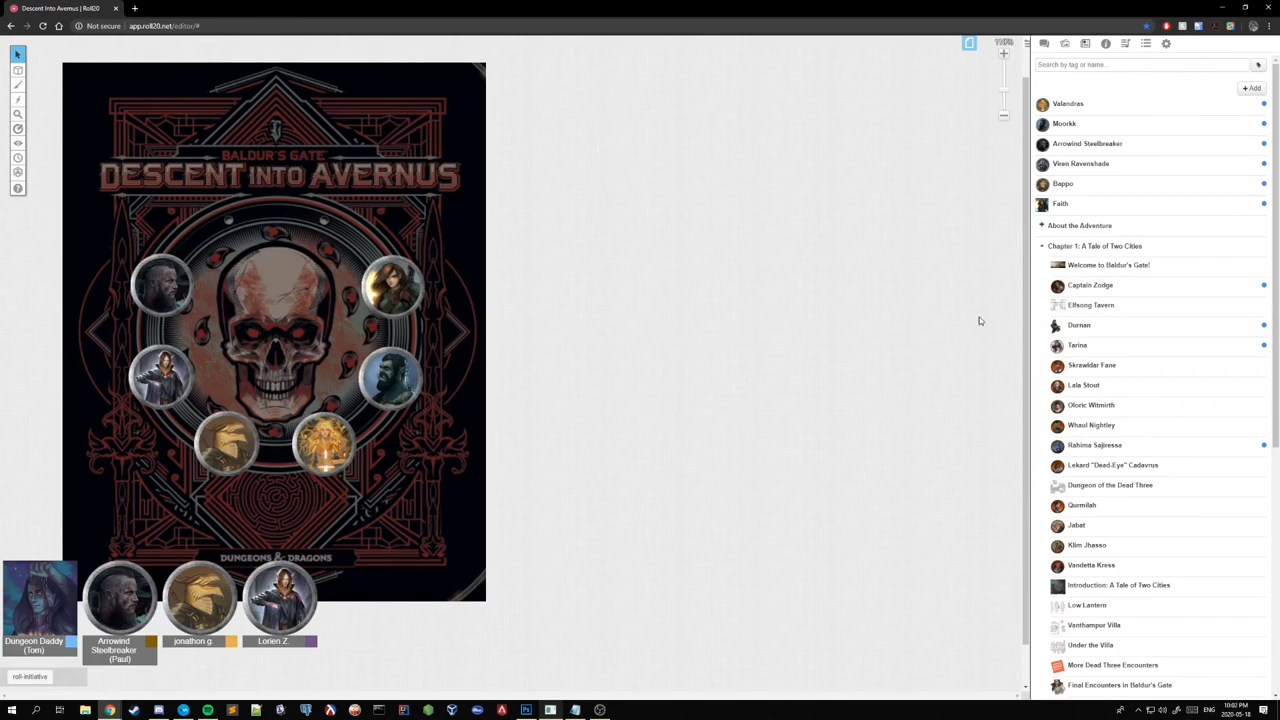 Descent Into Avernus | Roll20
Not secure | app.roll20.net/editor/#
Search by tag or name...
+ Add
Valandras
Moorkk
Arrowind Steelbreaker
Viren Ravenshade
Bappo
Faith
About the Adventure
Chapter 1: A Tale of Two Cities
Welcome to Baldur's Gate!
Captain Zodge
Elfsong Tavern
Durnan
Tarina
Skrawldar Fane
Lala Stout
Oloric Witmirth
Whaul Nightley
Rahima Sajiressa
Lekard "Dead-Eye" Cadavrus
Dungeon of the Dead Three
Qurmilah
Jabat
Klim Jhasso
Vandetta Kress
Introduction: A Tale of Two Cities
Low Lantern
Vanthampur Villa
Under the Villa
More Dead Three Encounters
Final Encounters in Baldur's Gate
BALDUR'S GATE
DESCENT INTO AVERNUS
DUNGEONS & DRAGONS
Dungeon Daddy
(Tom)
Arrowind
Steelbreaker
(Paul)
jonathon g.
Lorien Z.
roll-initiative
ENG
10:02 PM
2020-05-18